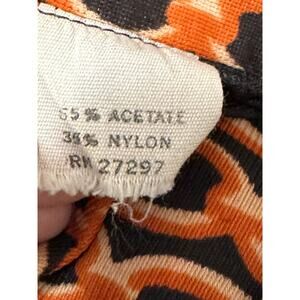 65% ACETATE
35% NYLON
RN 27297